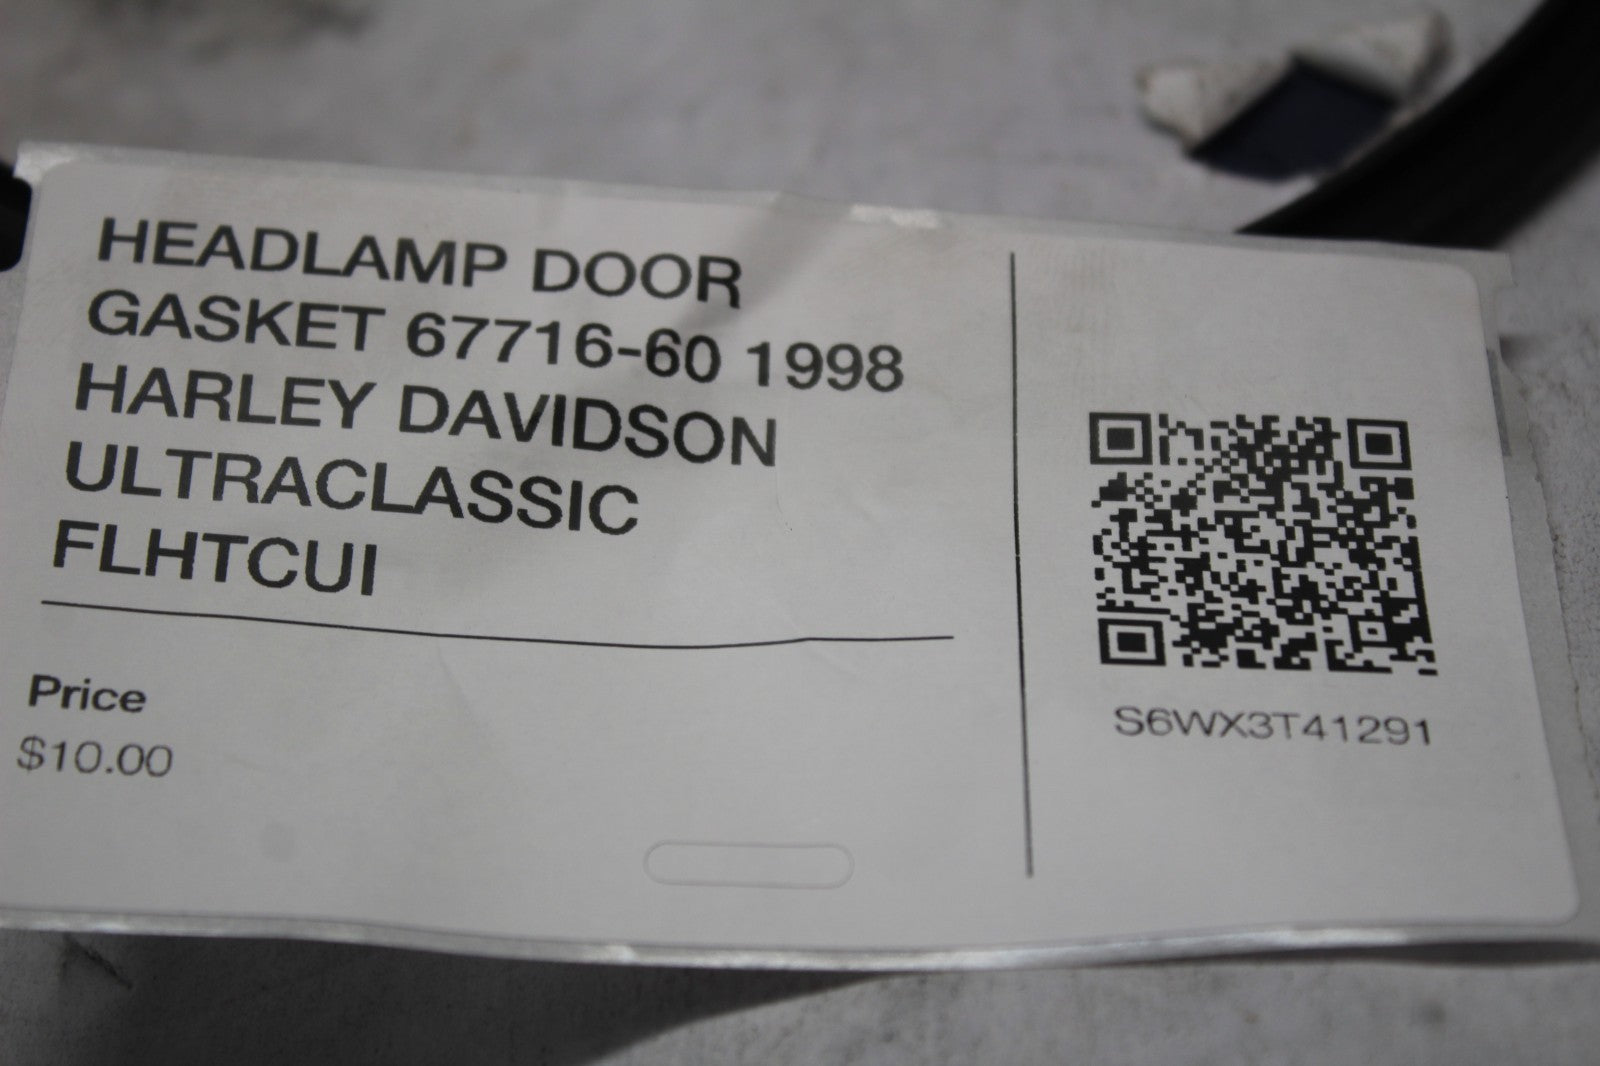 HEADLAMP DOOR
GASKET 67716-60 1998
HARLEY DAVIDSON
ULTRACLASSIC
FLHTCUI
Price
$10.00
S6WX3T41291